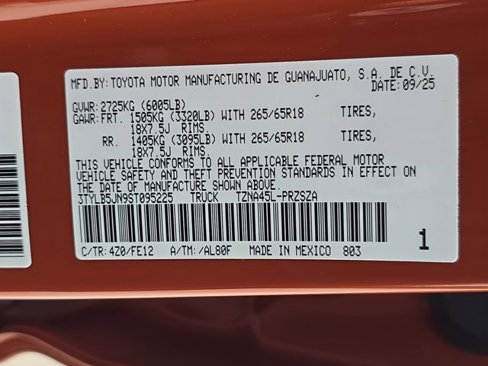 MFD.BY: TOYOTA MOTOR MANUFACTURING DE GUANAJUATO, S.A. DE C.V.
DATE: 09/25
GVWR: 2725KG (6005LB)
GAWR: FRT. 1505KG (3320LB) WITH 265/65R18 TIRES,
18X7.5J RIMS,
RR. 1405KG (3095LB) WITH 265/65R18 TIRES,
18X7.5J RIMS.
THIS VEHICLE CONFORMS TO ALL APPLICABLE FEDERAL MOTOR
VEHICLE SAFETY AND THEFT PREVENTION STANDARDS IN EFFECT
ON THE DATE OF MANUFACTURE SHOWN ABOVE.
3TYLB5JN9ST095225 TRUCK TZNA45L-PRZSZA
C/TR: 4Z0/FE12 A/TM: /AL80F MADE IN MEXICO 803
1